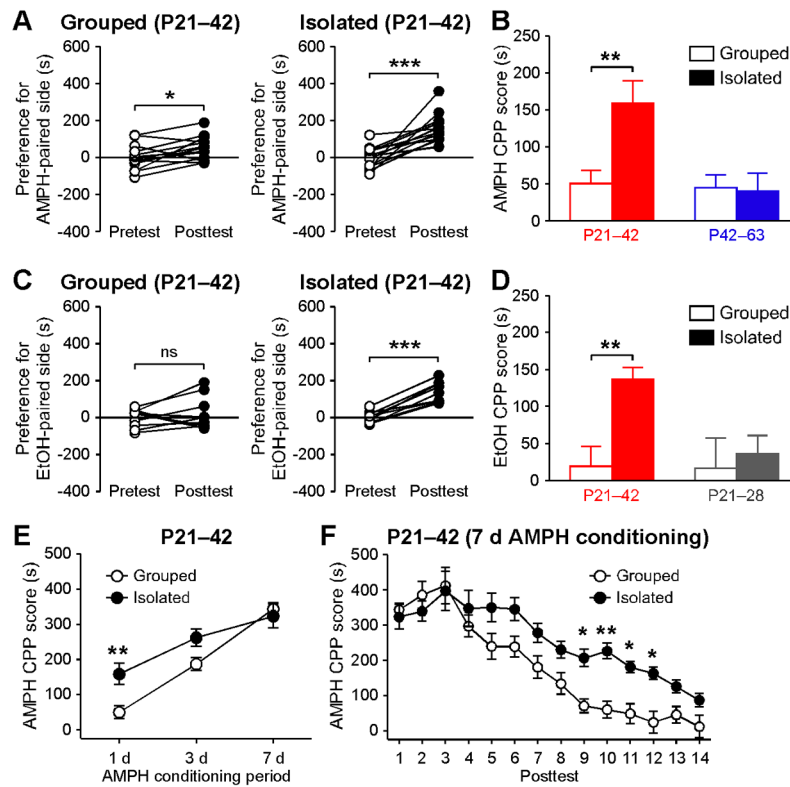 A
Grouped (P21–42)
Preference for
AMPH-paired side (s)
600
400
200
0
-200
-400
*
Pretest
Posttest
Isolated (P21–42)
Preference for
AMPH-paired side (s)
600
400
200
0
-200
-400
***
Pretest
Posttest
B
AMPH CPP score (s)
250
200
150
100
50
0
**
Grouped
Isolated
P21–42
P42–63
C
Grouped (P21–42)
Preference for
EtOH-paired side (s)
600
400
200
0
-200
-400
ns
Pretest
Posttest
Isolated (P21–42)
Preference for
EtOH-paired side (s)
600
400
200
0
-200
-400
***
Pretest
Posttest
D
EtOH CPP score (s)
250
200
150
100
50
0
**
Grouped
Isolated
P21–42
P21–28
E
P21–42
AMPH CPP score (s)
500
400
300
200
100
0
Grouped
Isolated
**
1 d
3 d
7 d
AMPH conditioning period
F
P21–42 (7 d AMPH conditioning)
AMPH CPP score (s)
500
400
300
200
100
0
Grouped
Isolated
* ** * *
1 2 3 4 5 6 7 8 9 10 11 12 13 14
Posttest